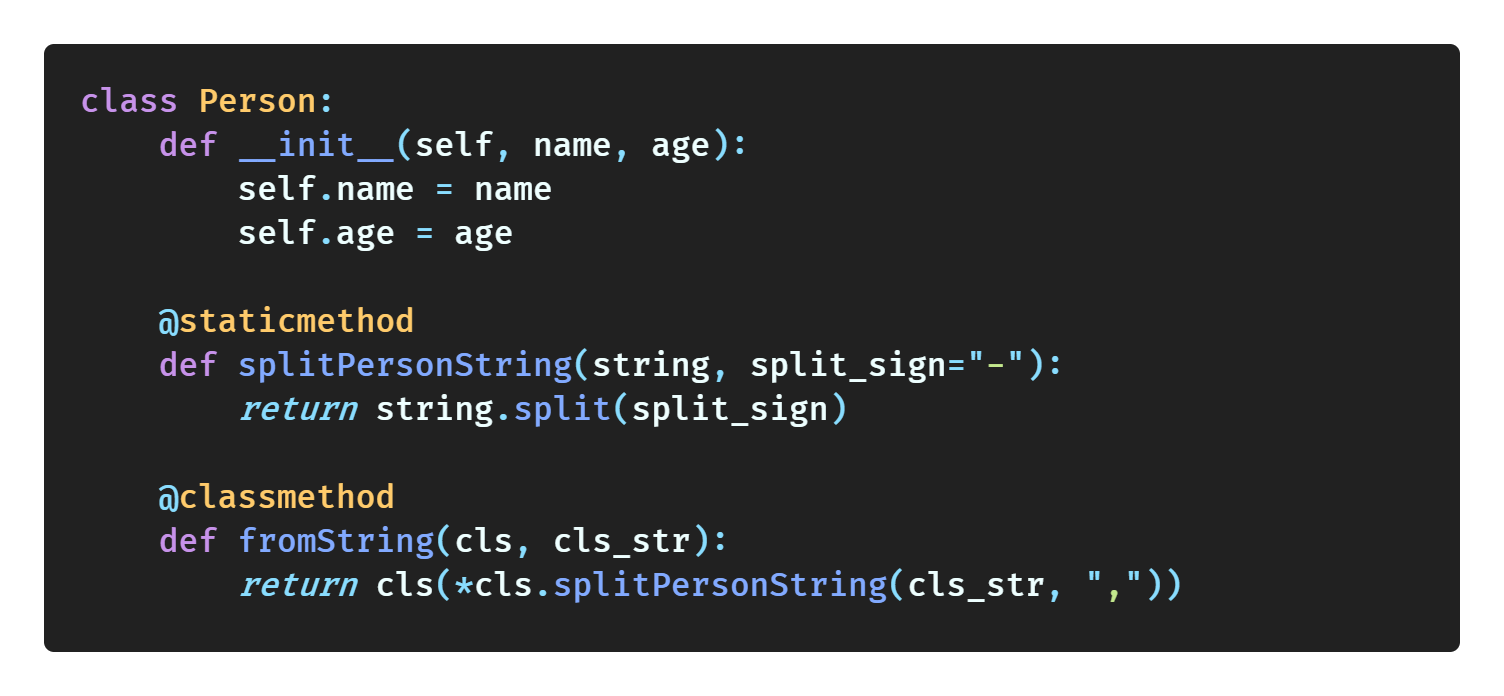 class Person:
    def __init__(self, name, age):
        self.name = name
        self.age = age

    @staticmethod
    def splitPersonString(string, split_sign="-"):
        return string.split(split_sign)

    @classmethod
    def fromString(cls, cls_str):
        return cls(*cls.splitPersonString(cls_str, ","))